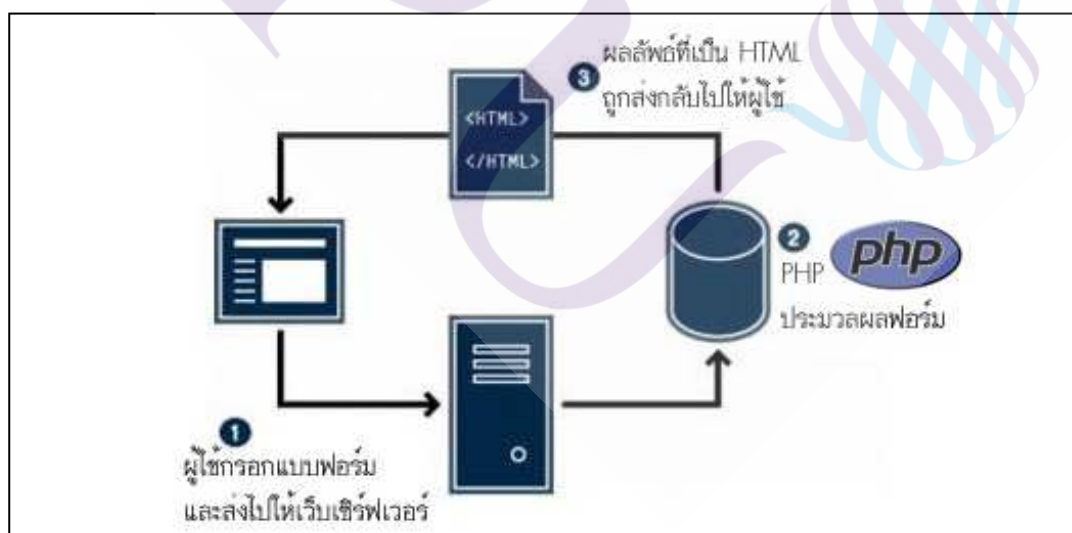 ผลลัพธ์ที่เป็น HTML
3
ถูกส่งกลับไปให้ผู้ใช้
<HTML>
</HTML>
2
PHP
php
ประมวลผลฟอร์ม
1
ผู้ใช้กรอกแบบฟอร์ม
และส่งไปให้เว็บเซิร์ฟเวอร์